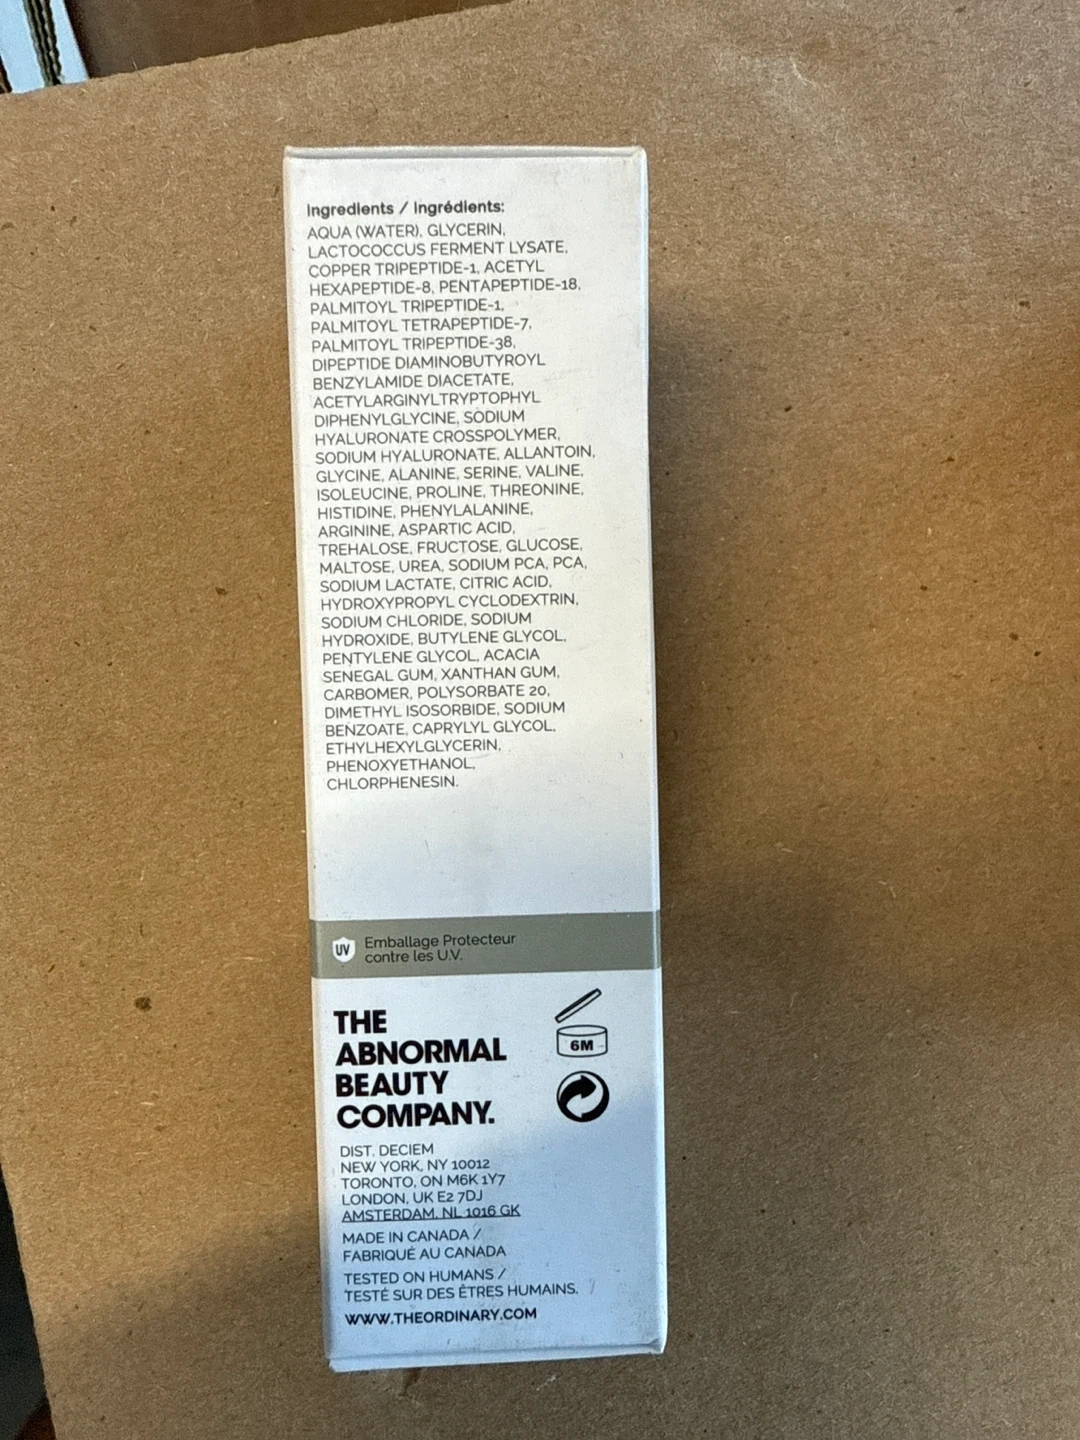 Ingredients / Ingrédients:
AQUA (WATER), GLYCERIN,
LACTOCOCCUS FERMENT LYSATE,
COPPER TRIPEPTIDE-1, ACETYL
HEXAPEPTIDE-8, PENTAPEPTIDE-18,
PALMITOYL TRIPEPTIDE-1,
PALMITOYL TETRAPEPTIDE-7,
PALMITOYL TRIPEPTIDE-38,
DIPEPTIDE DIAMINOBUTYROYL
BENZYLAMIDE DIACETATE,
ACETYLARGINYLTRYPTOPHYL
DIPHENYLGLYCINE, SODIUM
HYALURONATE CROSSPOLYMER,
SODIUM HYALURONATE, ALLANTOIN,
GLYCINE, ALANINE, SERINE, VALINE,
ISOLEUCINE, PROLINE, THREONINE,
HISTIDINE, PHENYLALANINE,
ARGININE, ASPARTIC ACID,
TREHALOSE, FRUCTOSE, GLUCOSE,
MALTOSE, UREA, SODIUM PCA, PCA,
SODIUM LACTATE, CITRIC ACID,
HYDROXYPROPYL CYCLODEXTRIN,
SODIUM CHLORIDE, SODIUM
HYDROXIDE, BUTYLENE GLYCOL,
PENTYLENE GLYCOL, ACACIA
SENEGAL GUM, XANTHAN GUM,
CARBOMER, POLYSORBATE 20,
DIMETHYL ISOSORBIDE, SODIUM
BENZOATE, CAPRYLYL GLYCOL,
ETHYLHEXYLGLYCERIN,
PHENOXYETHANOL,
CHLORPHENESIN.
UV
Emballage Protecteur
contre les U.V.
THE
ABNORMAL
BEAUTY
COMPANY.
6M
DIST. DECIEM
NEW YORK, NY 10012
TORONTO, ON M6K 1Y7
LONDON, UK E2 7DJ
AMSTERDAM, NL 1016 GK
MADE IN CANADA /
FABRIQUÉ AU CANADA
TESTED ON HUMANS /
TESTÉ SUR DES ÊTRES HUMAINS.
WWW.THEORDINARY.COM